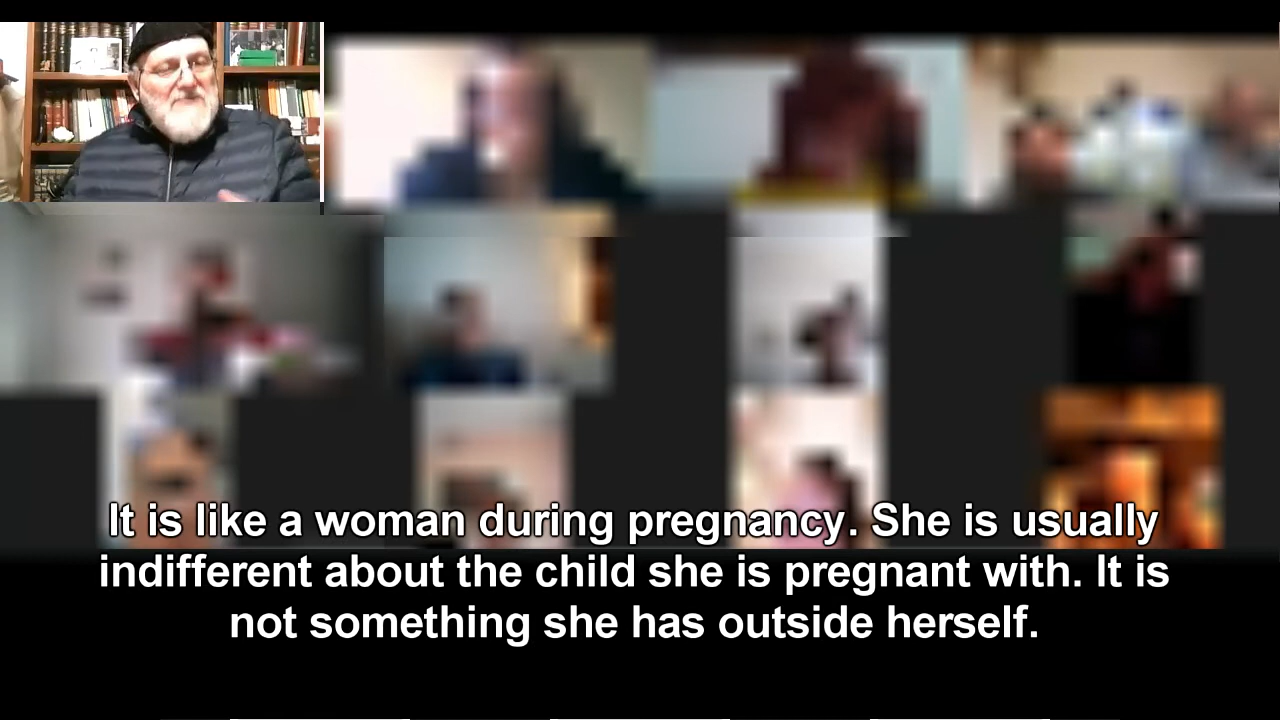 It is like a woman during pregnancy. She is usually
indifferent about the child she is pregnant with. It is
not something she has outside herself.